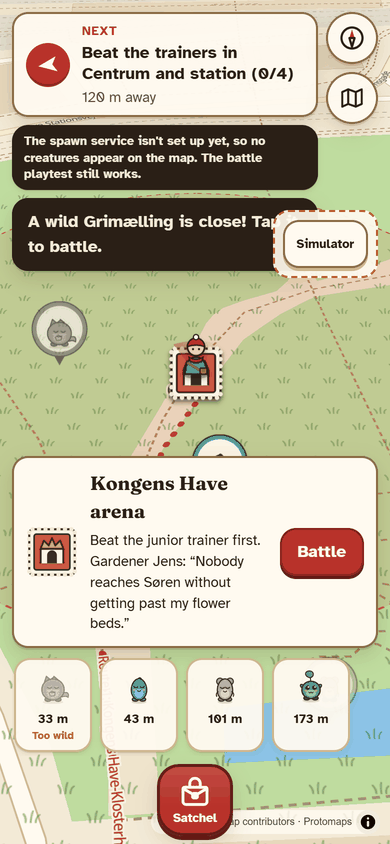 NEXT
Beat the trainers in
Centrum and station (0/4)
120 m away
The spawn service isn't set up yet, so no
creatures appear on the map. The battle
playtest still works.
A wild Grimælling is close! Tap
to battle.
Simulator
Kongens Have
arena
Beat the junior trainer first.
Gardener Jens: “Nobody
reaches Søren without
getting past my flower
beds.”
Battle
33 m
Too wild
43 m
101 m
173 m
Satchel
contributors · Protomaps